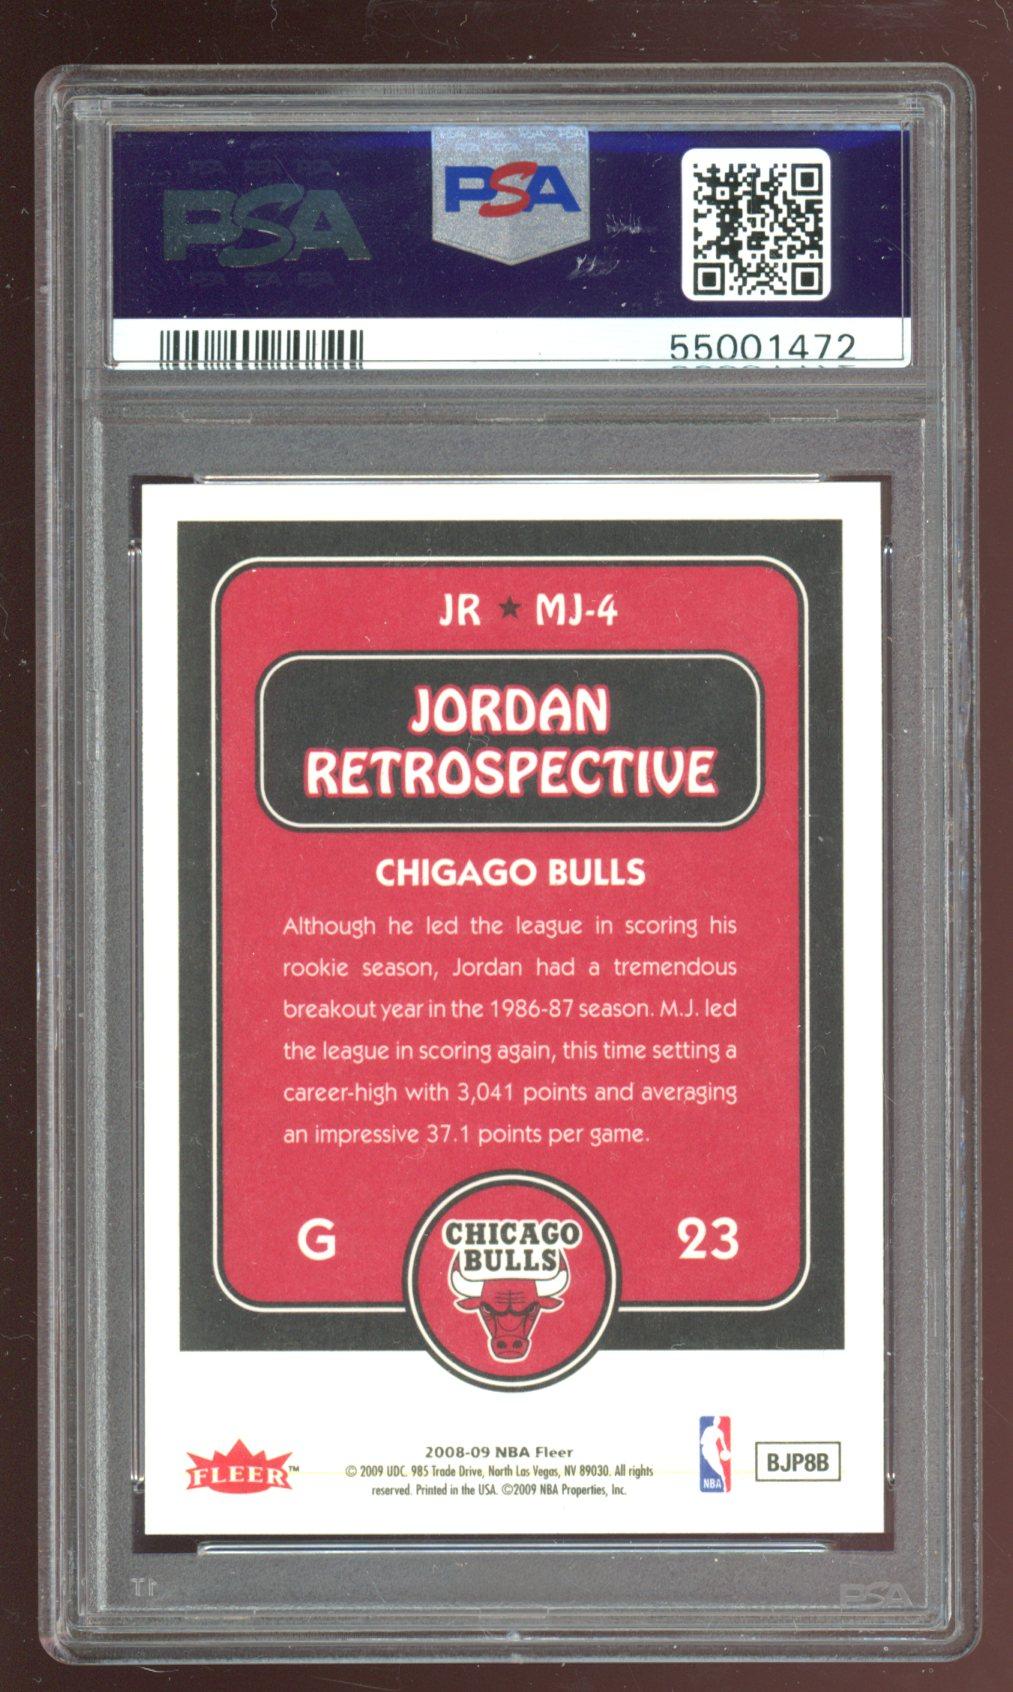 PSA
PSA
55001472
JR ★ MJ-4
JORDAN
RETROSPECTIVE
CHIGAGO BULLS
Although he led the league in scoring his
rookie season, Jordan had a tremendous
breakout year in the 1986-87 season. M.J. led
the league in scoring again, this time setting a
career-high with 3,041 points and averaging
an impressive 37.1 points per game.
G
23
CHICAGO
BULLS
FLEER™
2008-09 NBA Fleer
© 2009 UDC. 985 Trade Drive, North Las Vegas, NV 89030. All rights
reserved. Printed in the USA. ©2009 NBA Properties, Inc.
NBA
BJP8B
PSA